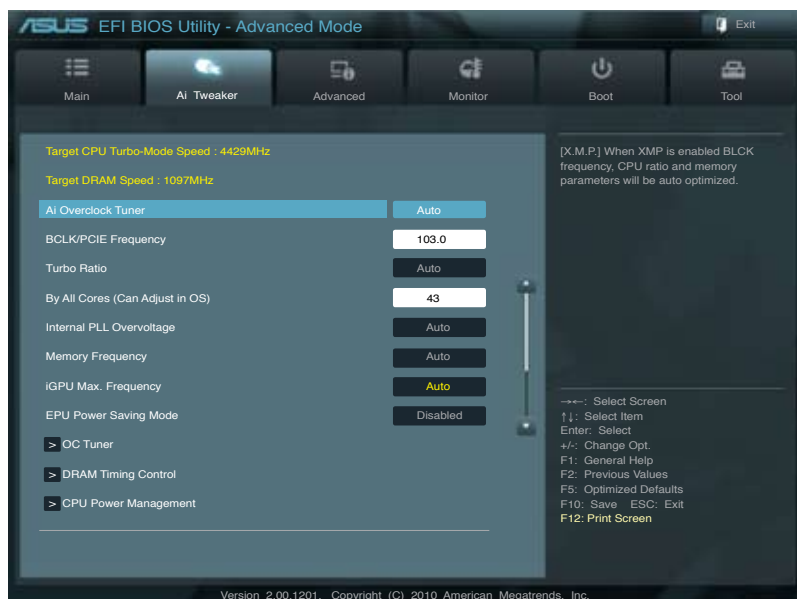 ASUS EFI BIOS Utility - Advanced Mode
Exit
Main
Ai Tweaker
Advanced
Monitor
Boot
Tool
Target CPU Turbo-Mode Speed : 4429MHz
Target DRAM Speed : 1097MHz
Ai Overclock Tuner Auto
BCLK/PCIE Frequency 103.0
Turbo Ratio Auto
By All Cores (Can Adjust in OS) 43
Internal PLL Overvoltage Auto
Memory Frequency Auto
iGPU Max. Frequency Auto
EPU Power Saving Mode Disabled
> OC Tuner
> DRAM Timing Control
> CPU Power Management
[X.M.P.] When XMP is enabled BLCK
frequency, CPU ratio and memory
parameters will be auto optimized.
→←: Select Screen
↑↓: Select Item
Enter: Select
+/-: Change Opt.
F1: General Help
F2: Previous Values
F5: Optimized Defaults
F10: Save ESC: Exit
F12: Print Screen
Version 2.00.1201. Copyright (C) 2010 American Megatrends, Inc.